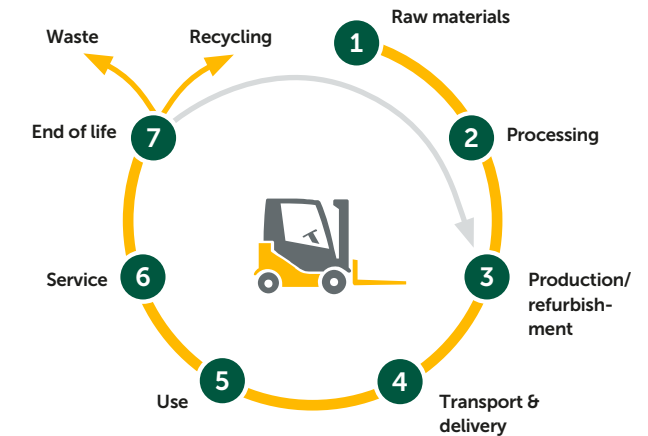 Raw materials
1
2
Processing
3
Production/
refurbish-
ment
4
Transport &
delivery
5
Use
6
Service
7
End of life
Waste
Recycling